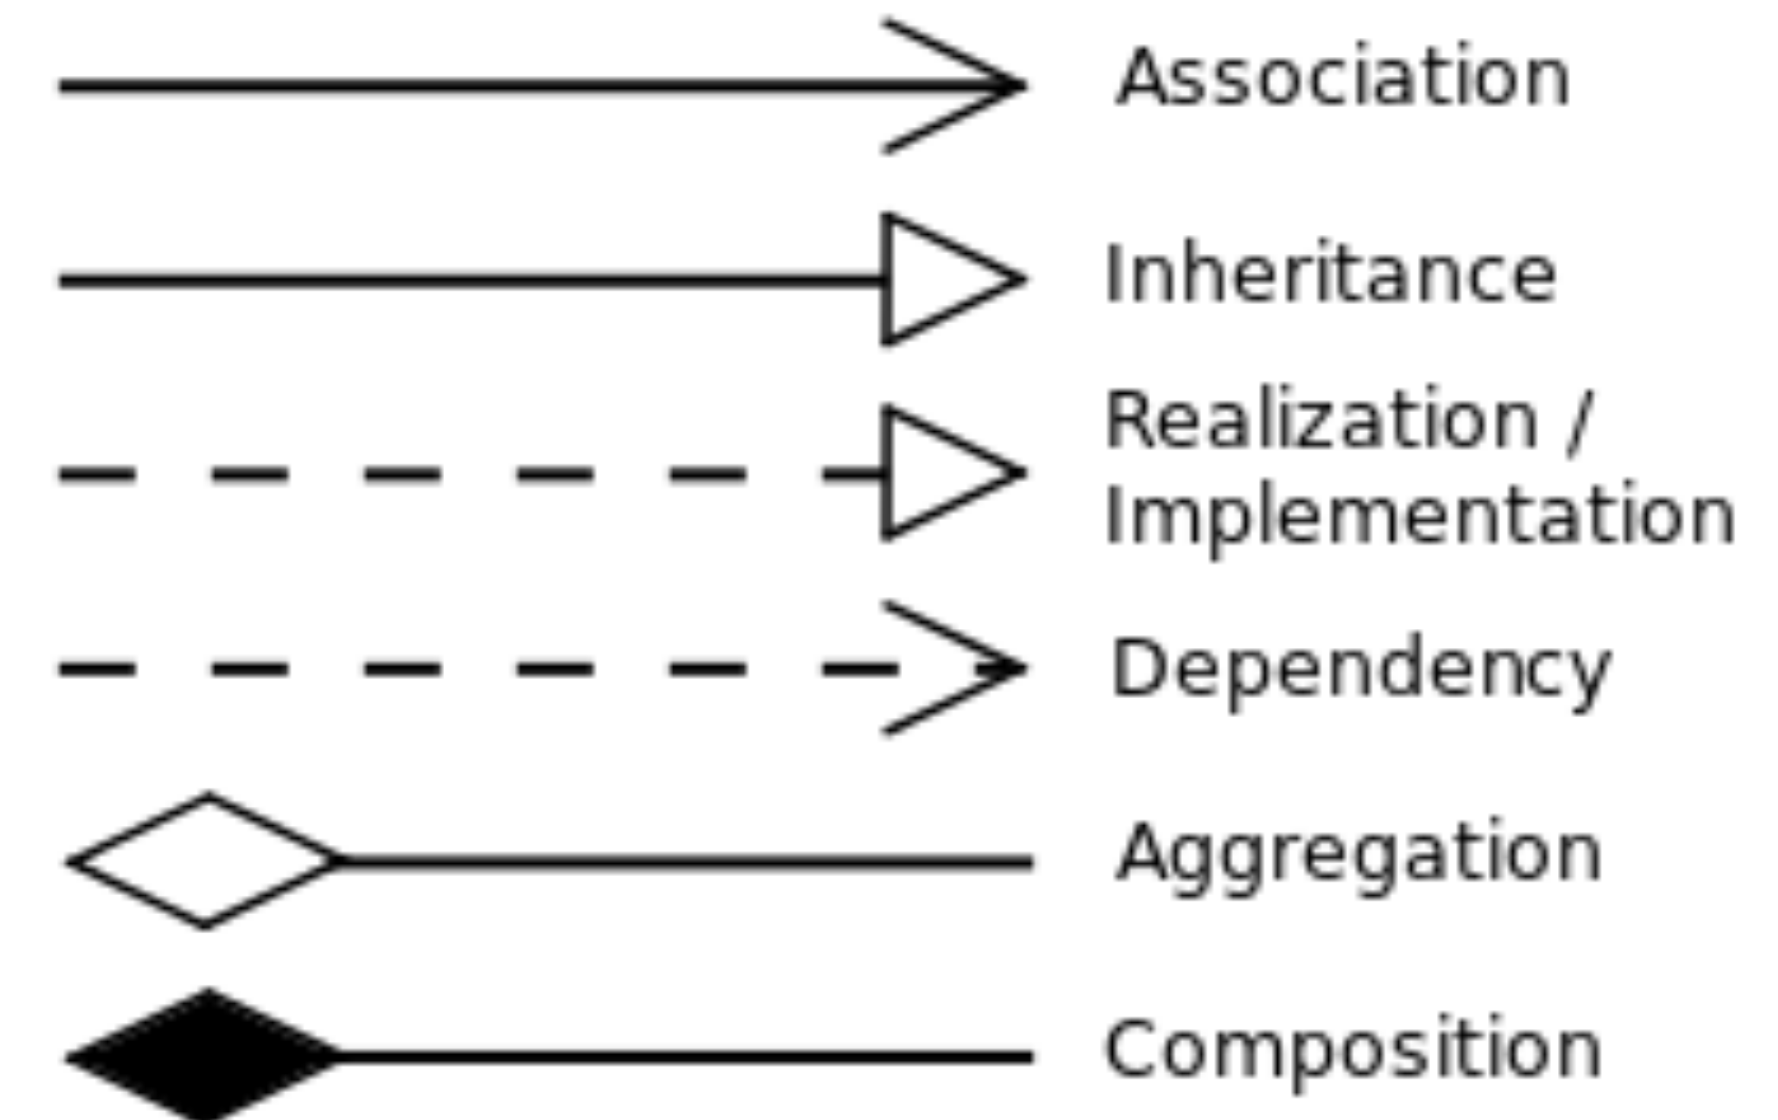 Association
Inheritance
Realization /
Implementation
Dependency
Aggregation
Composition